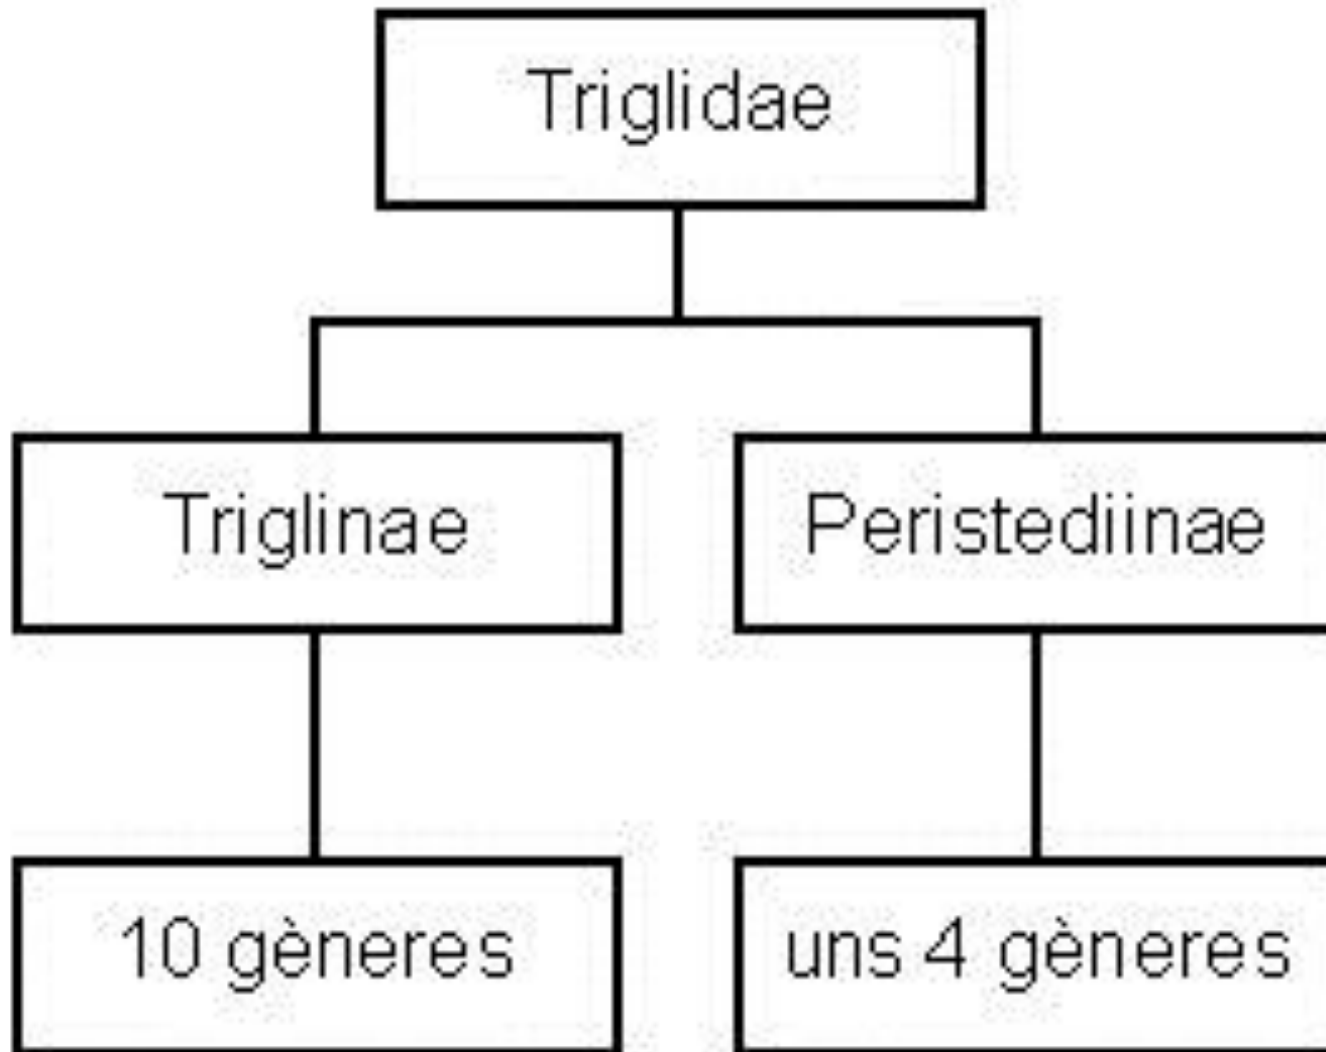 Triglidae
Triglinae
Peristediinae
10 gèneres
uns 4 gèneres